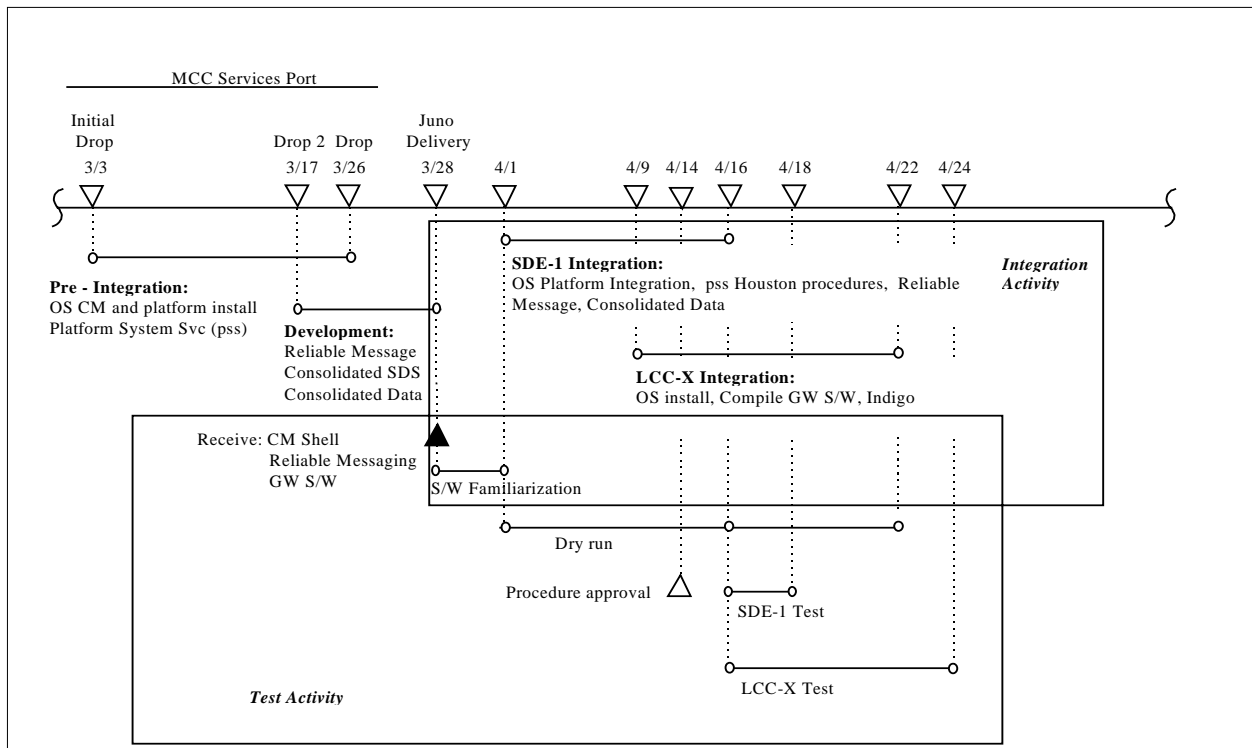 MCC Services Port
Initial
Drop
Juno
Delivery
Drop 2 Drop
3/3
3/17
3/26
3/28
4/1
4/9
4/14
4/16
4/18
4/22
4/24
Pre - Integration:
OS CM and platform install
Platform System Svc (pss)
Development:
Reliable Message
Consolidated SDS
Consolidated Data
SDE-1 Integration:
OS Platform Integration, pss Houston procedures, Reliable
Message, Consolidated Data
Integration
Activity
LCC-X Integration:
OS install, Compile GW S/W, Indigo
Receive: CM Shell
Reliable Messaging
GW S/W
S/W Familiarization
Dry run
Procedure approval
SDE-1 Test
LCC-X Test
Test Activity